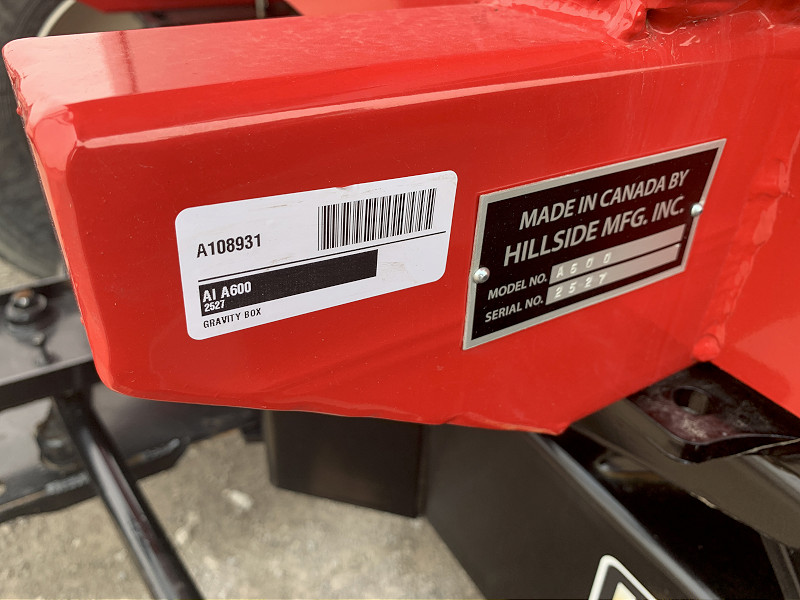 A108931
AI A600
2527
GRAVITY BOX
MADE IN CANADA BY
HILLSIDE MFG. INC.
MODEL NO. A600
SERIAL NO. 2527